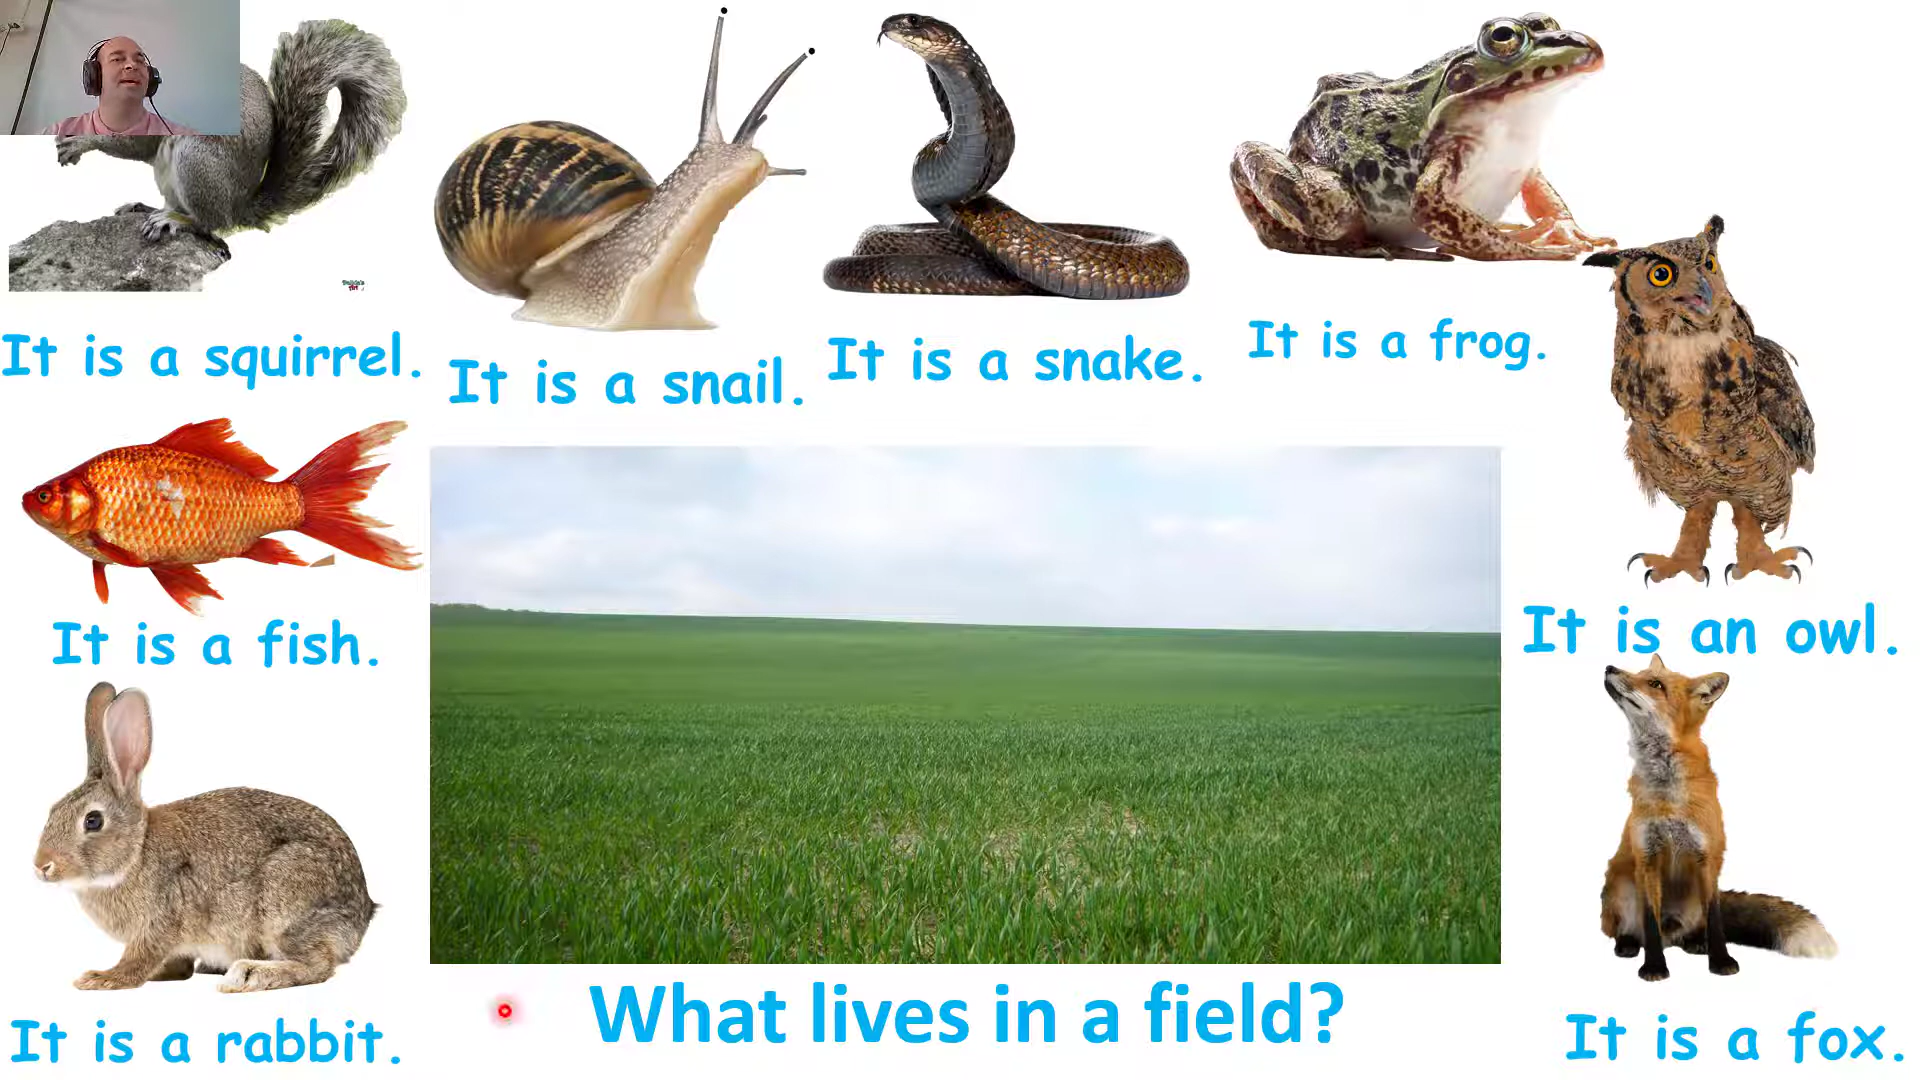 It is a squirrel.
It is a snail.
It is a snake.
It is a frog.
It is a fish.
It is an owl.
It is a rabbit.
What lives in a field?
It is a fox.